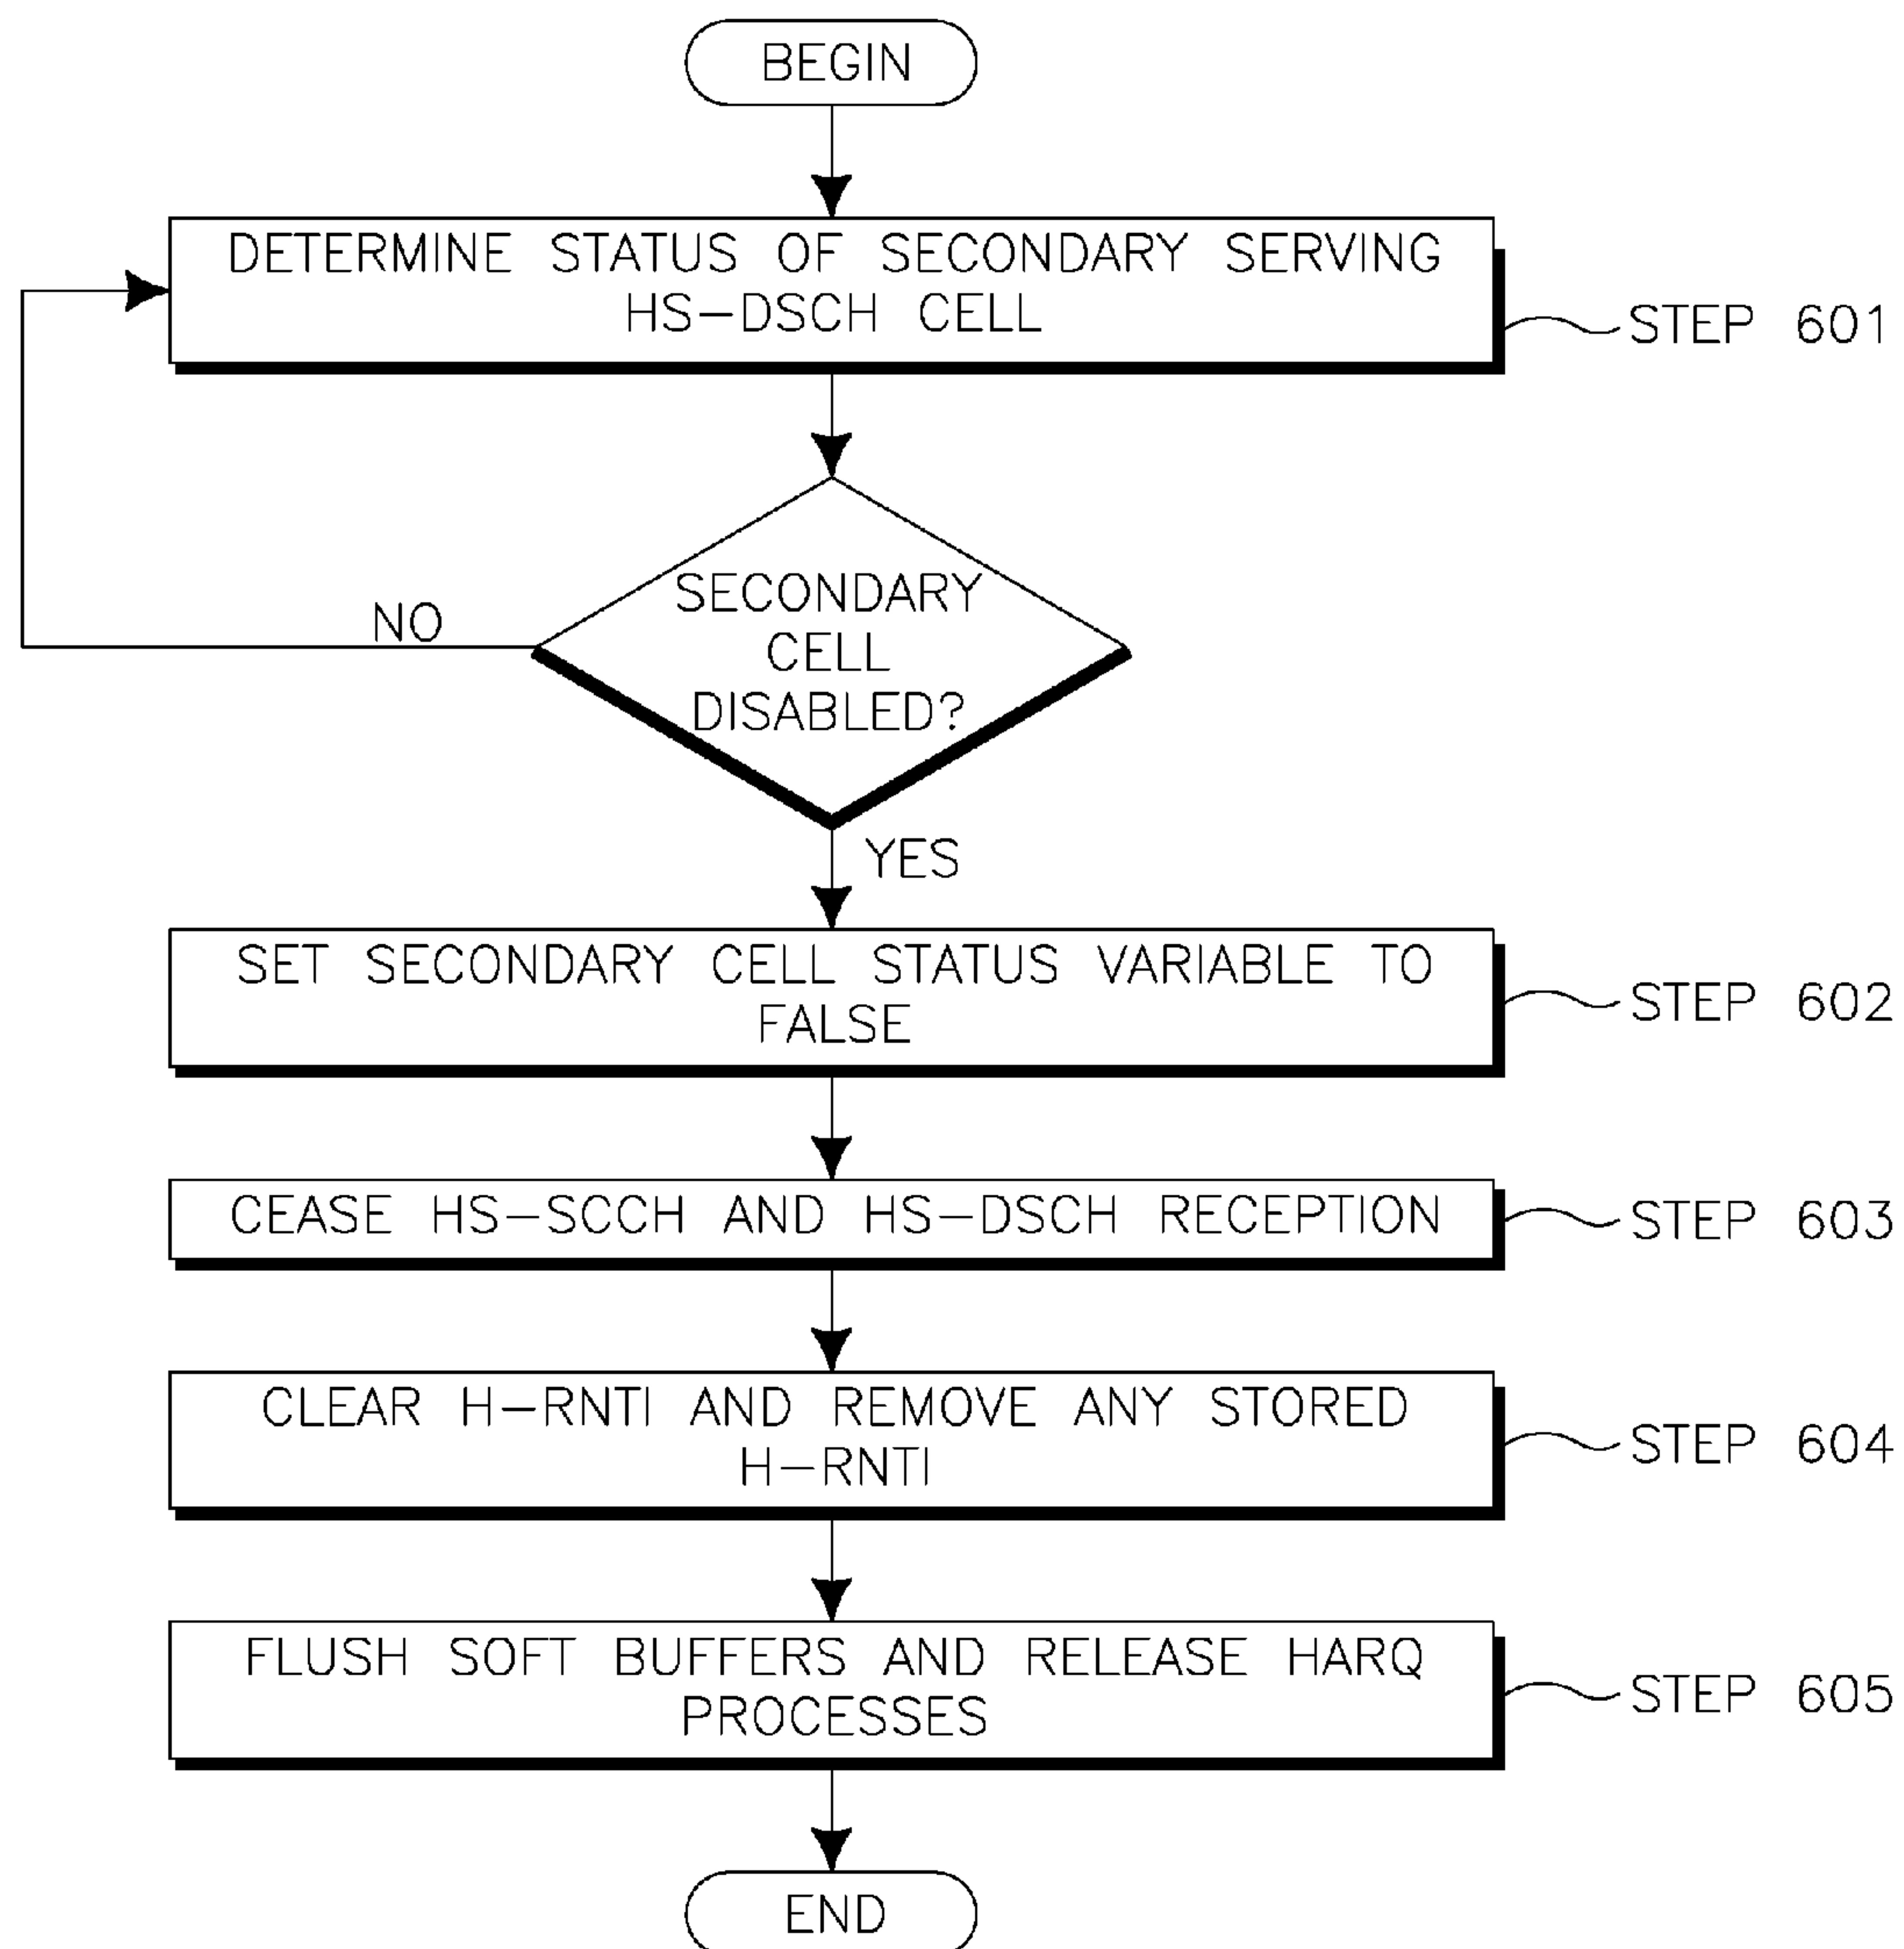 BEGIN
DETERMINE STATUS OF SECONDARY SERVING
HS-DSCH CELL
STEP 601
SECONDARY
CELL
DISABLED?
NO
YES
SET SECONDARY CELL STATUS VARIABLE TO
FALSE
STEP 602
CEASE HS-SCCH AND HS-DSCH RECEPTION
STEP 603
CLEAR H-RNTI AND REMOVE ANY STORED
H-RNTI
STEP 604
FLUSH SOFT BUFFERS AND RELEASE HARQ
PROCESSES
STEP 605
END